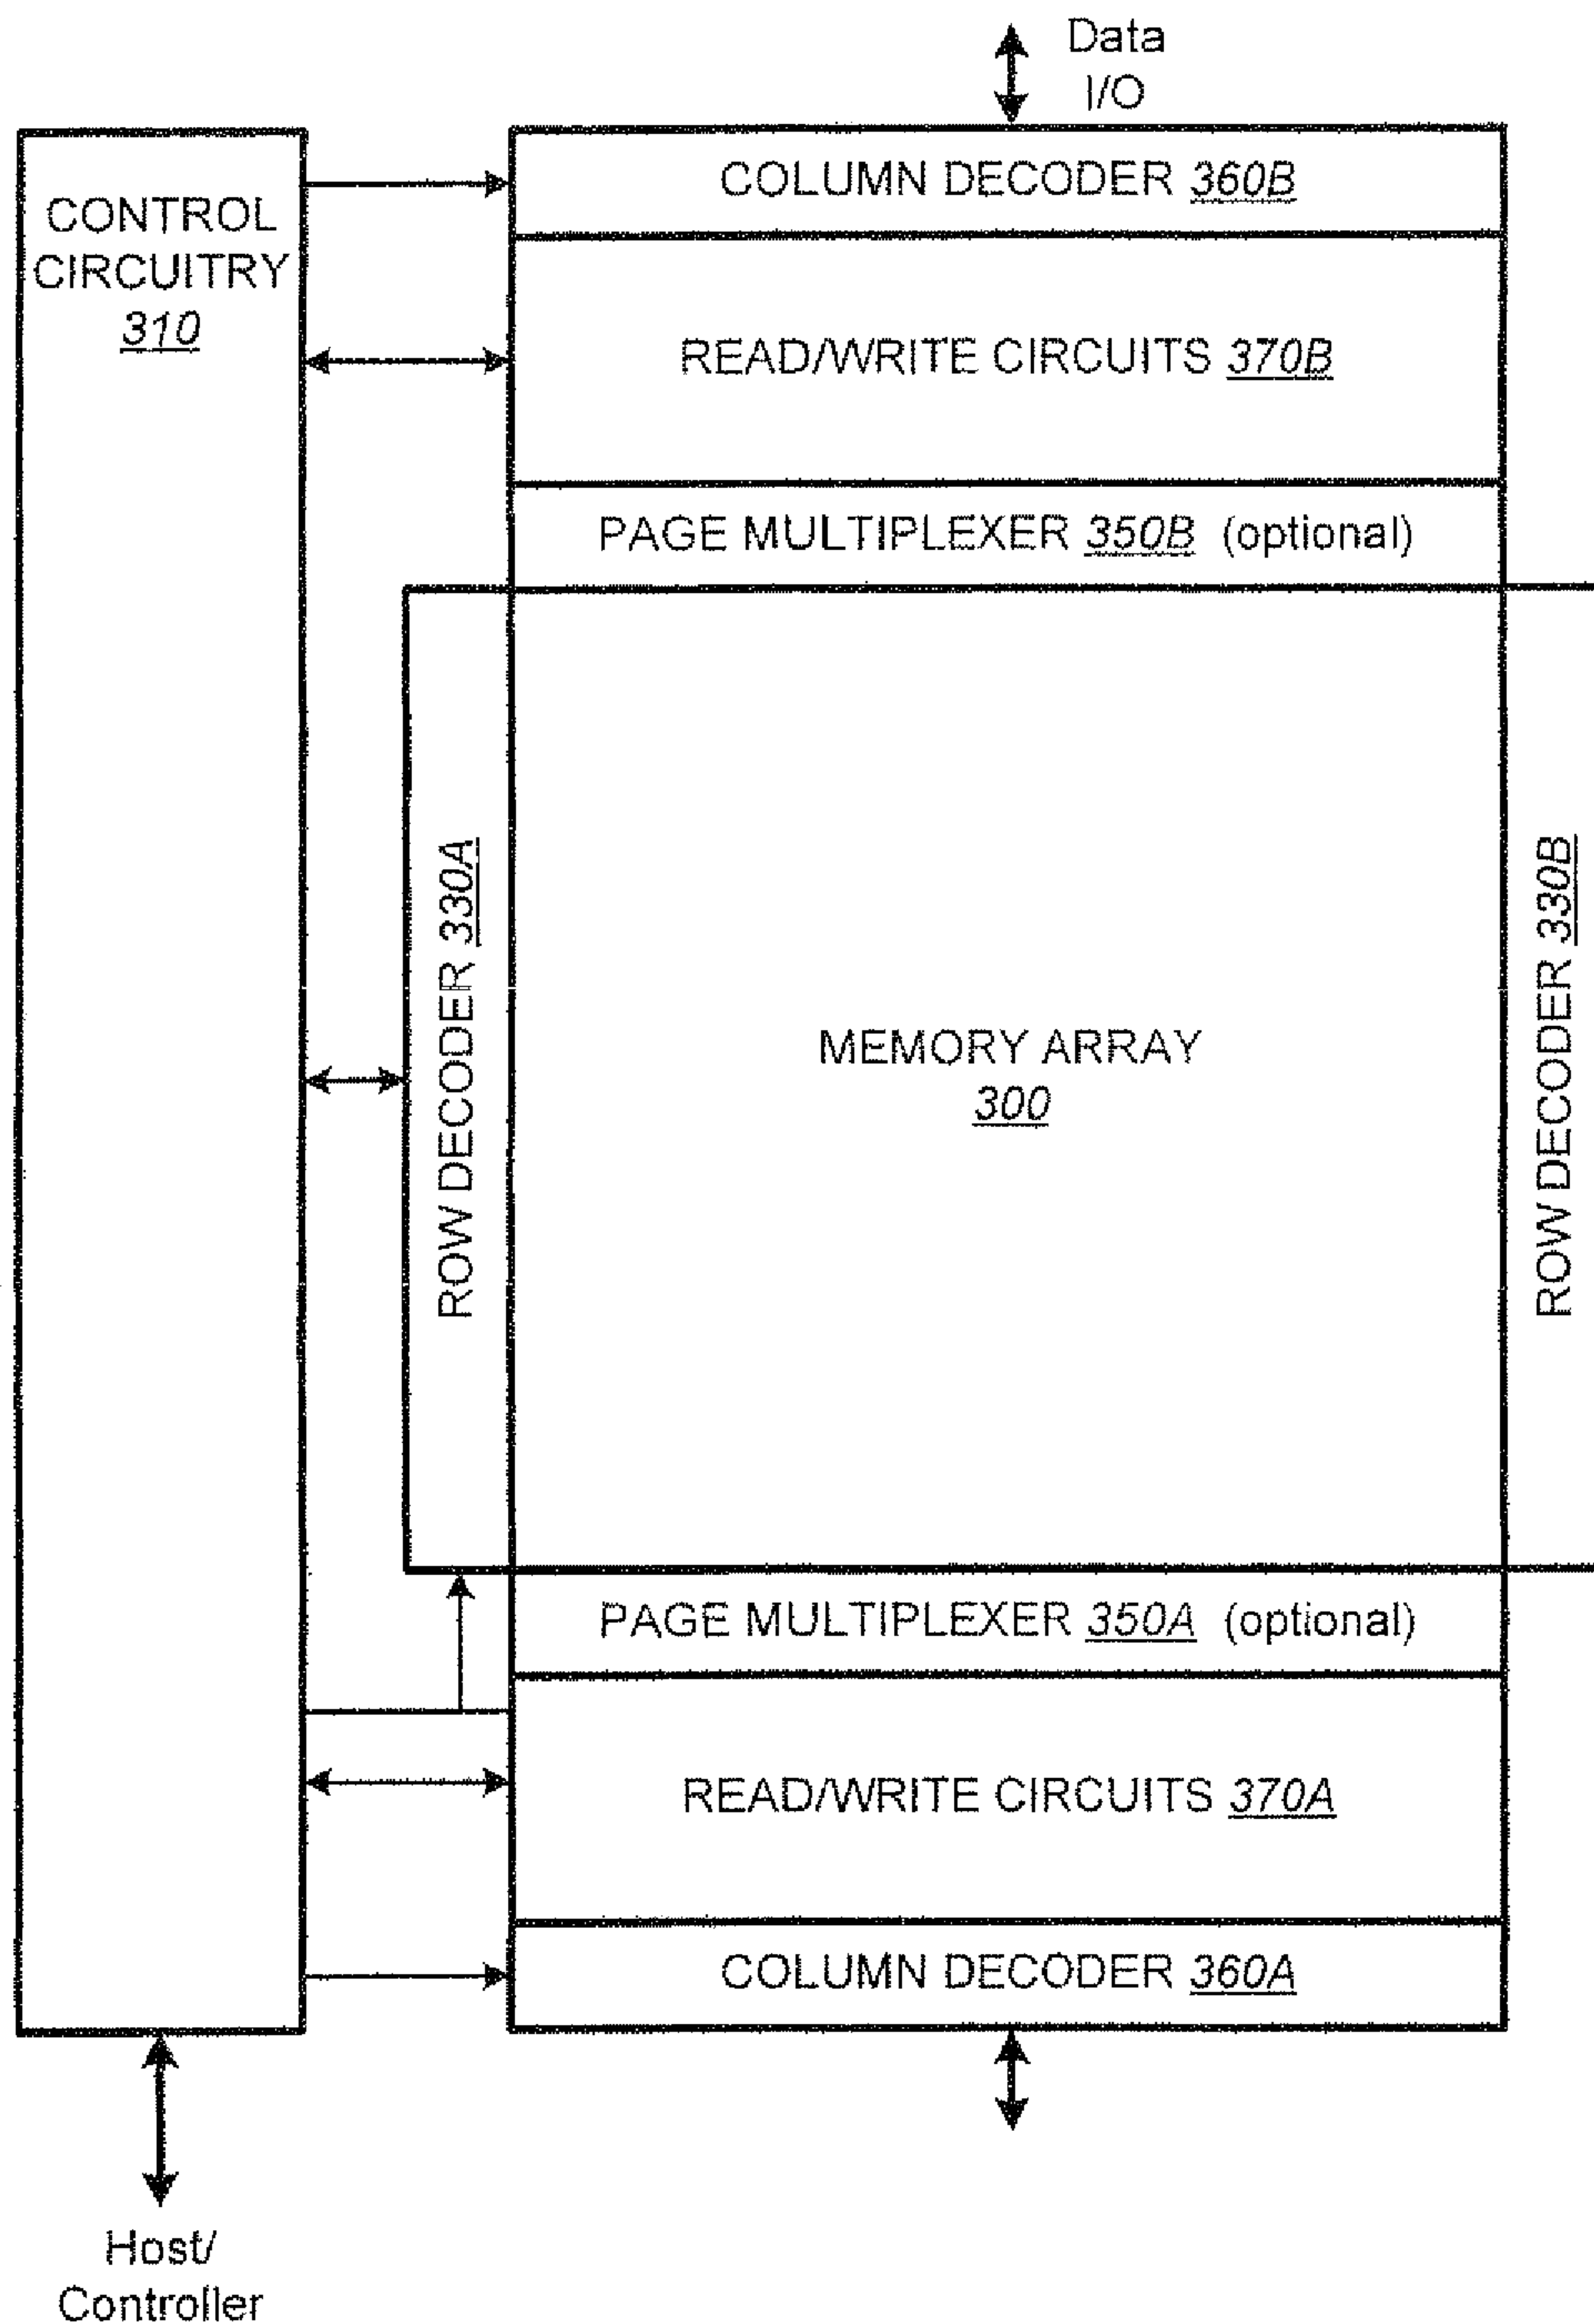 Data
I/O
CONTROL
CIRCUITRY
310
COLUMN DECODER 360B
READ/WRITE CIRCUITS 370B
PAGE MULTIPLEXER 350B (optional)
ROW DECODER 330A
MEMORY ARRAY
300
ROW DECODER 330B
PAGE MULTIPLEXER 350A (optional)
READ/WRITE CIRCUITS 370A
COLUMN DECODER 360A
Host/
Controller